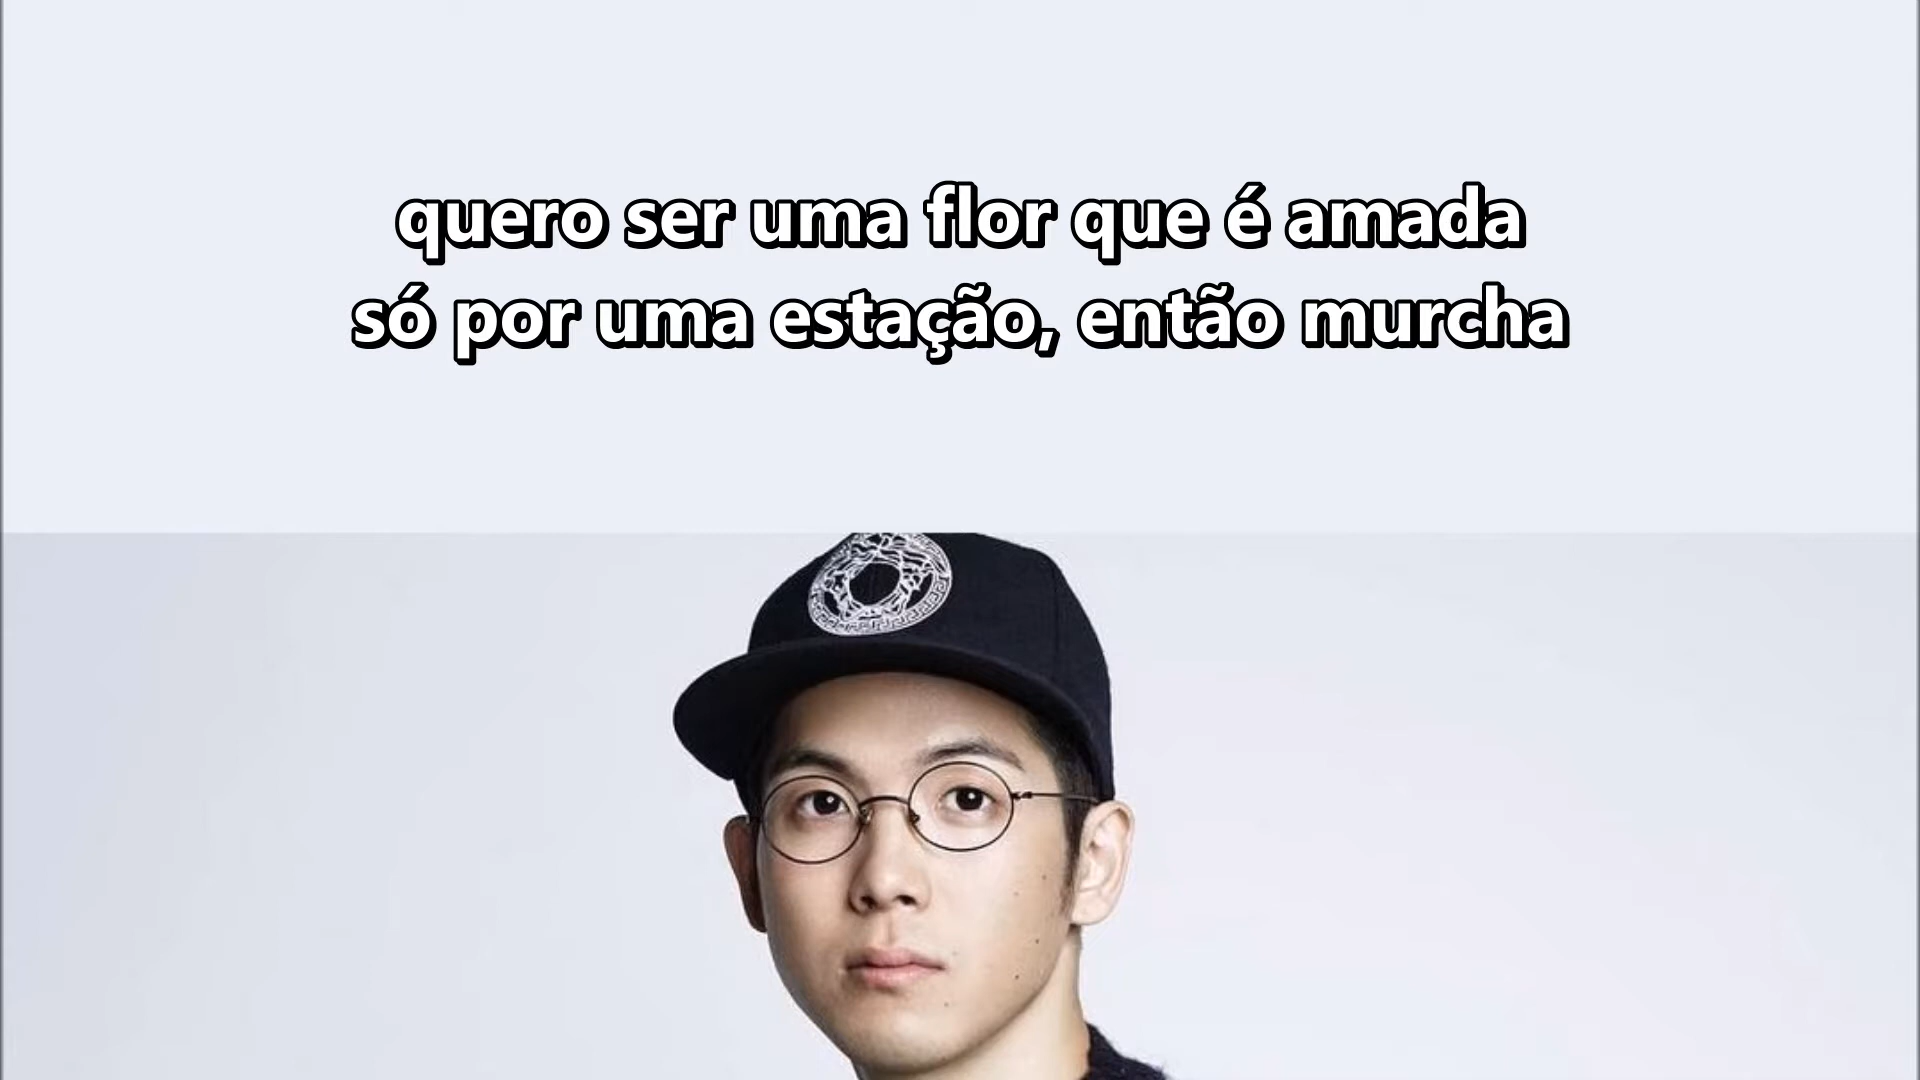 quero ser uma flor que é amada
só por uma estação, então murcha